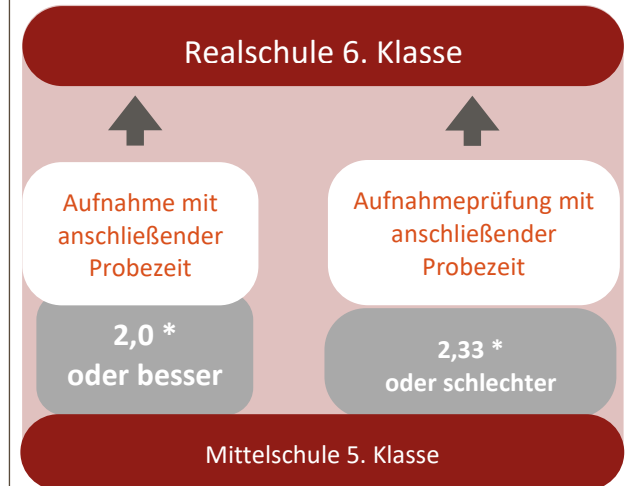 Realschule 6. Klasse
Aufnahme mit
anschließender
Probezeit
Aufnahmeprüfung mit
anschließender
Probezeit
2,0 *
oder besser
2,33 *
oder schlechter
Mittelschule 5. Klasse